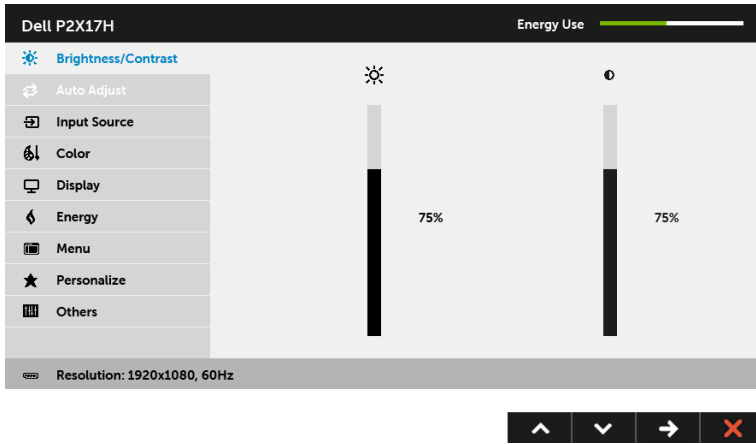 Dell P2X17H
Energy Use
Brightness/Contrast
Auto Adjust
Input Source
Color
Display
Energy
Menu
Personalize
Others
75%
75%
Resolution: 1920x1080, 60Hz